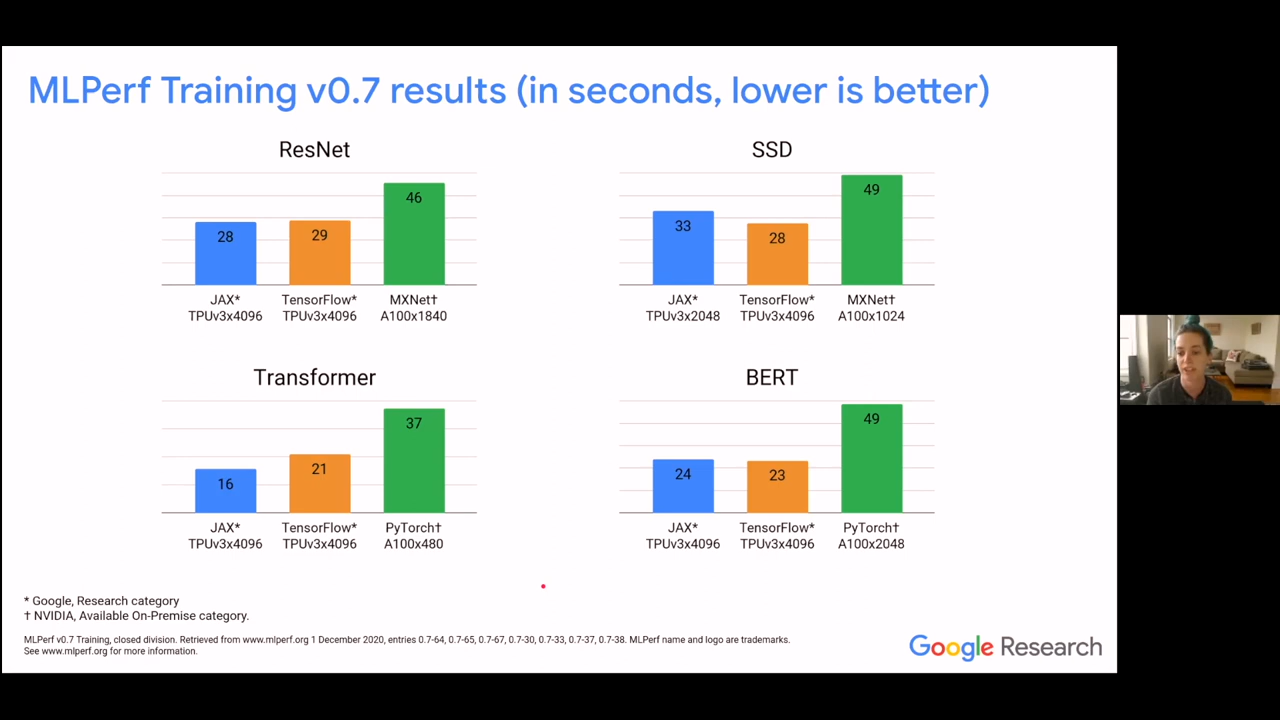 MLPerf Training v0.7 results (in seconds, lower is better)
ResNet
28
29
46
JAX*
TPUv3x4096
TensorFlow*
TPUv3x4096
MXNet†
A100x1840
SSD
33
28
49
JAX*
TPUv3x2048
TensorFlow*
TPUv3x4096
MXNet†
A100x1024
Transformer
16
21
37
JAX*
TPUv3x4096
TensorFlow*
TPUv3x4096
PyTorch†
A100x480
BERT
24
23
49
JAX*
TPUv3x4096
TensorFlow*
TPUv3x4096
PyTorch†
A100x2048
* Google, Research category
† NVIDIA, Available On-Premise category.
MLPerf v0.7 Training, closed division. Retrieved from www.mlperf.org 1 December 2020, entries 0.7-64, 0.7-65, 0.7-67, 0.7-30, 0.7-33, 0.7-37, 0.7-38. MLPerf name and logo are trademarks.
See www.mlperf.org for more information.
Google Research